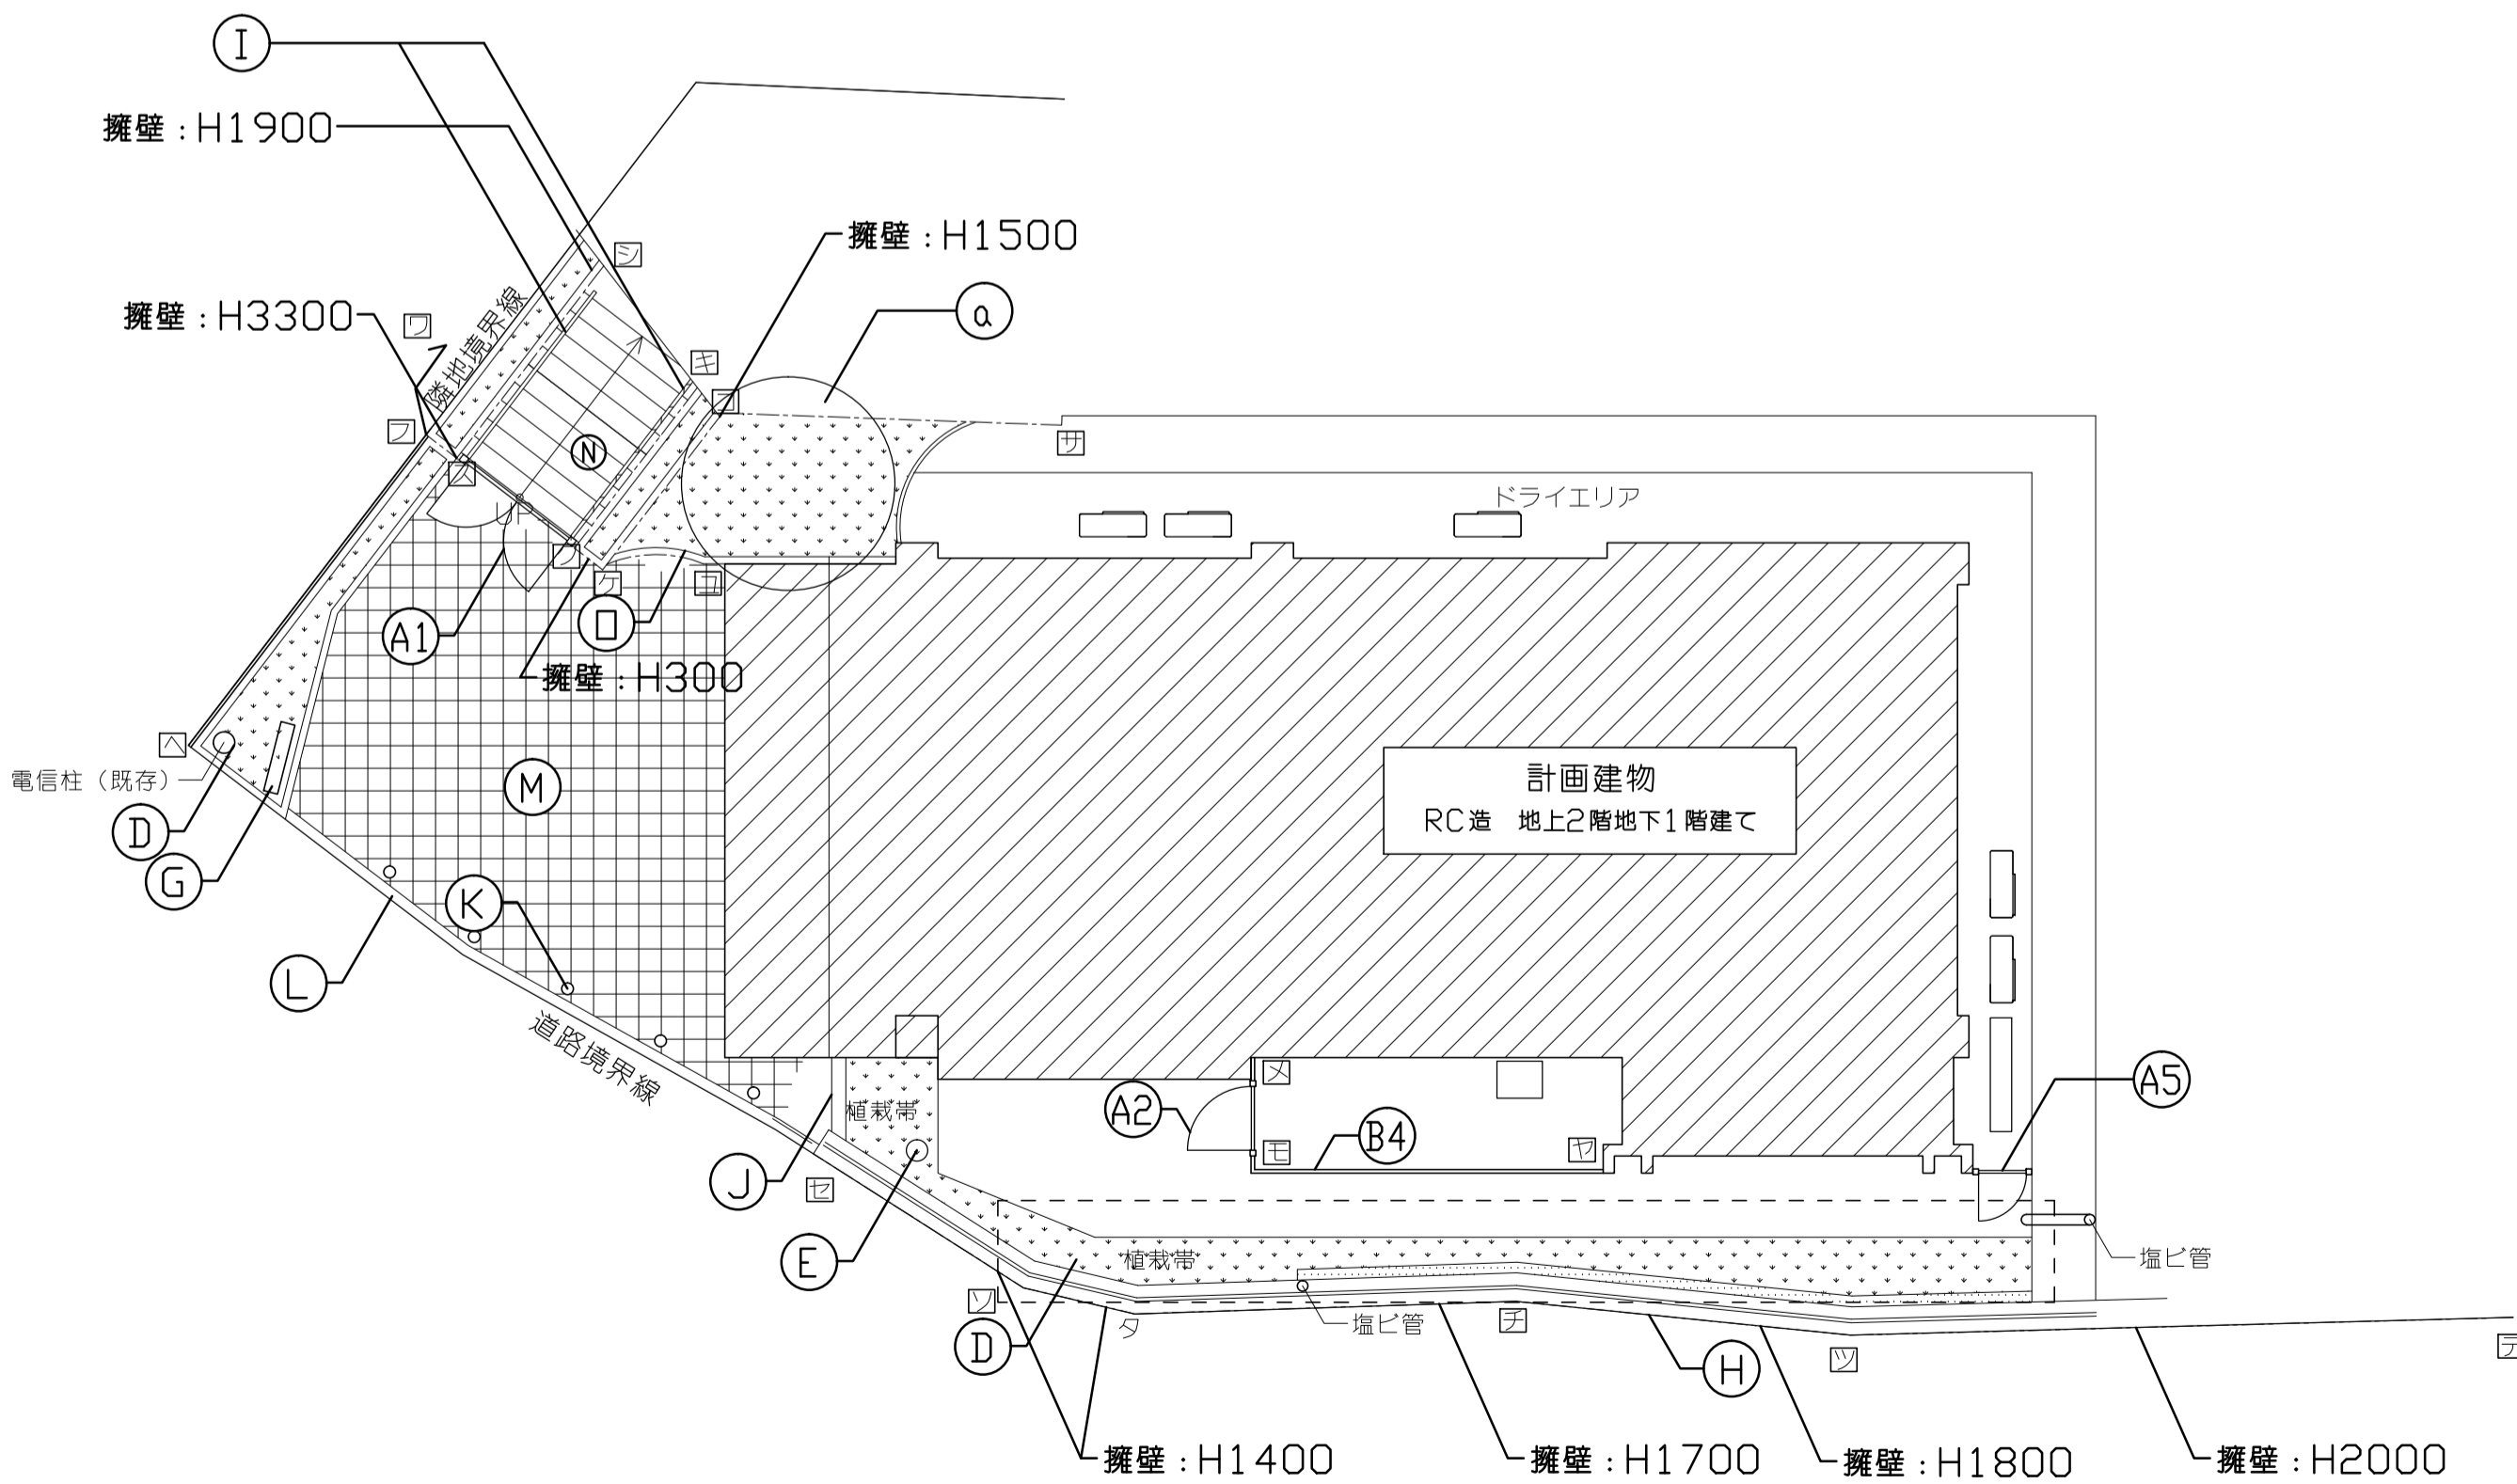 I
擁壁：H1900
擁壁：H1500
シ
a
擁壁：H3300
ワ
隣地境界線
キ
コ
フ
サ
ス
N
ドライエリア
UP
ク
ケ
ユ
A1
ロ
擁壁：H300
ヘ
電信柱（既存）
計画建物
M
RC造　地上2階地下1階建て
D
G
K
L
道路境界線
メ
A5
植栽帯
A2
B4
モ
ヤ
J
セ
E
植栽帯
塩ビ管
ソ
タ
塩ビ管
チ
D
H
ツ
テ
擁壁：H1400
擁壁：H1700
擁壁：H1800
擁壁：H2000